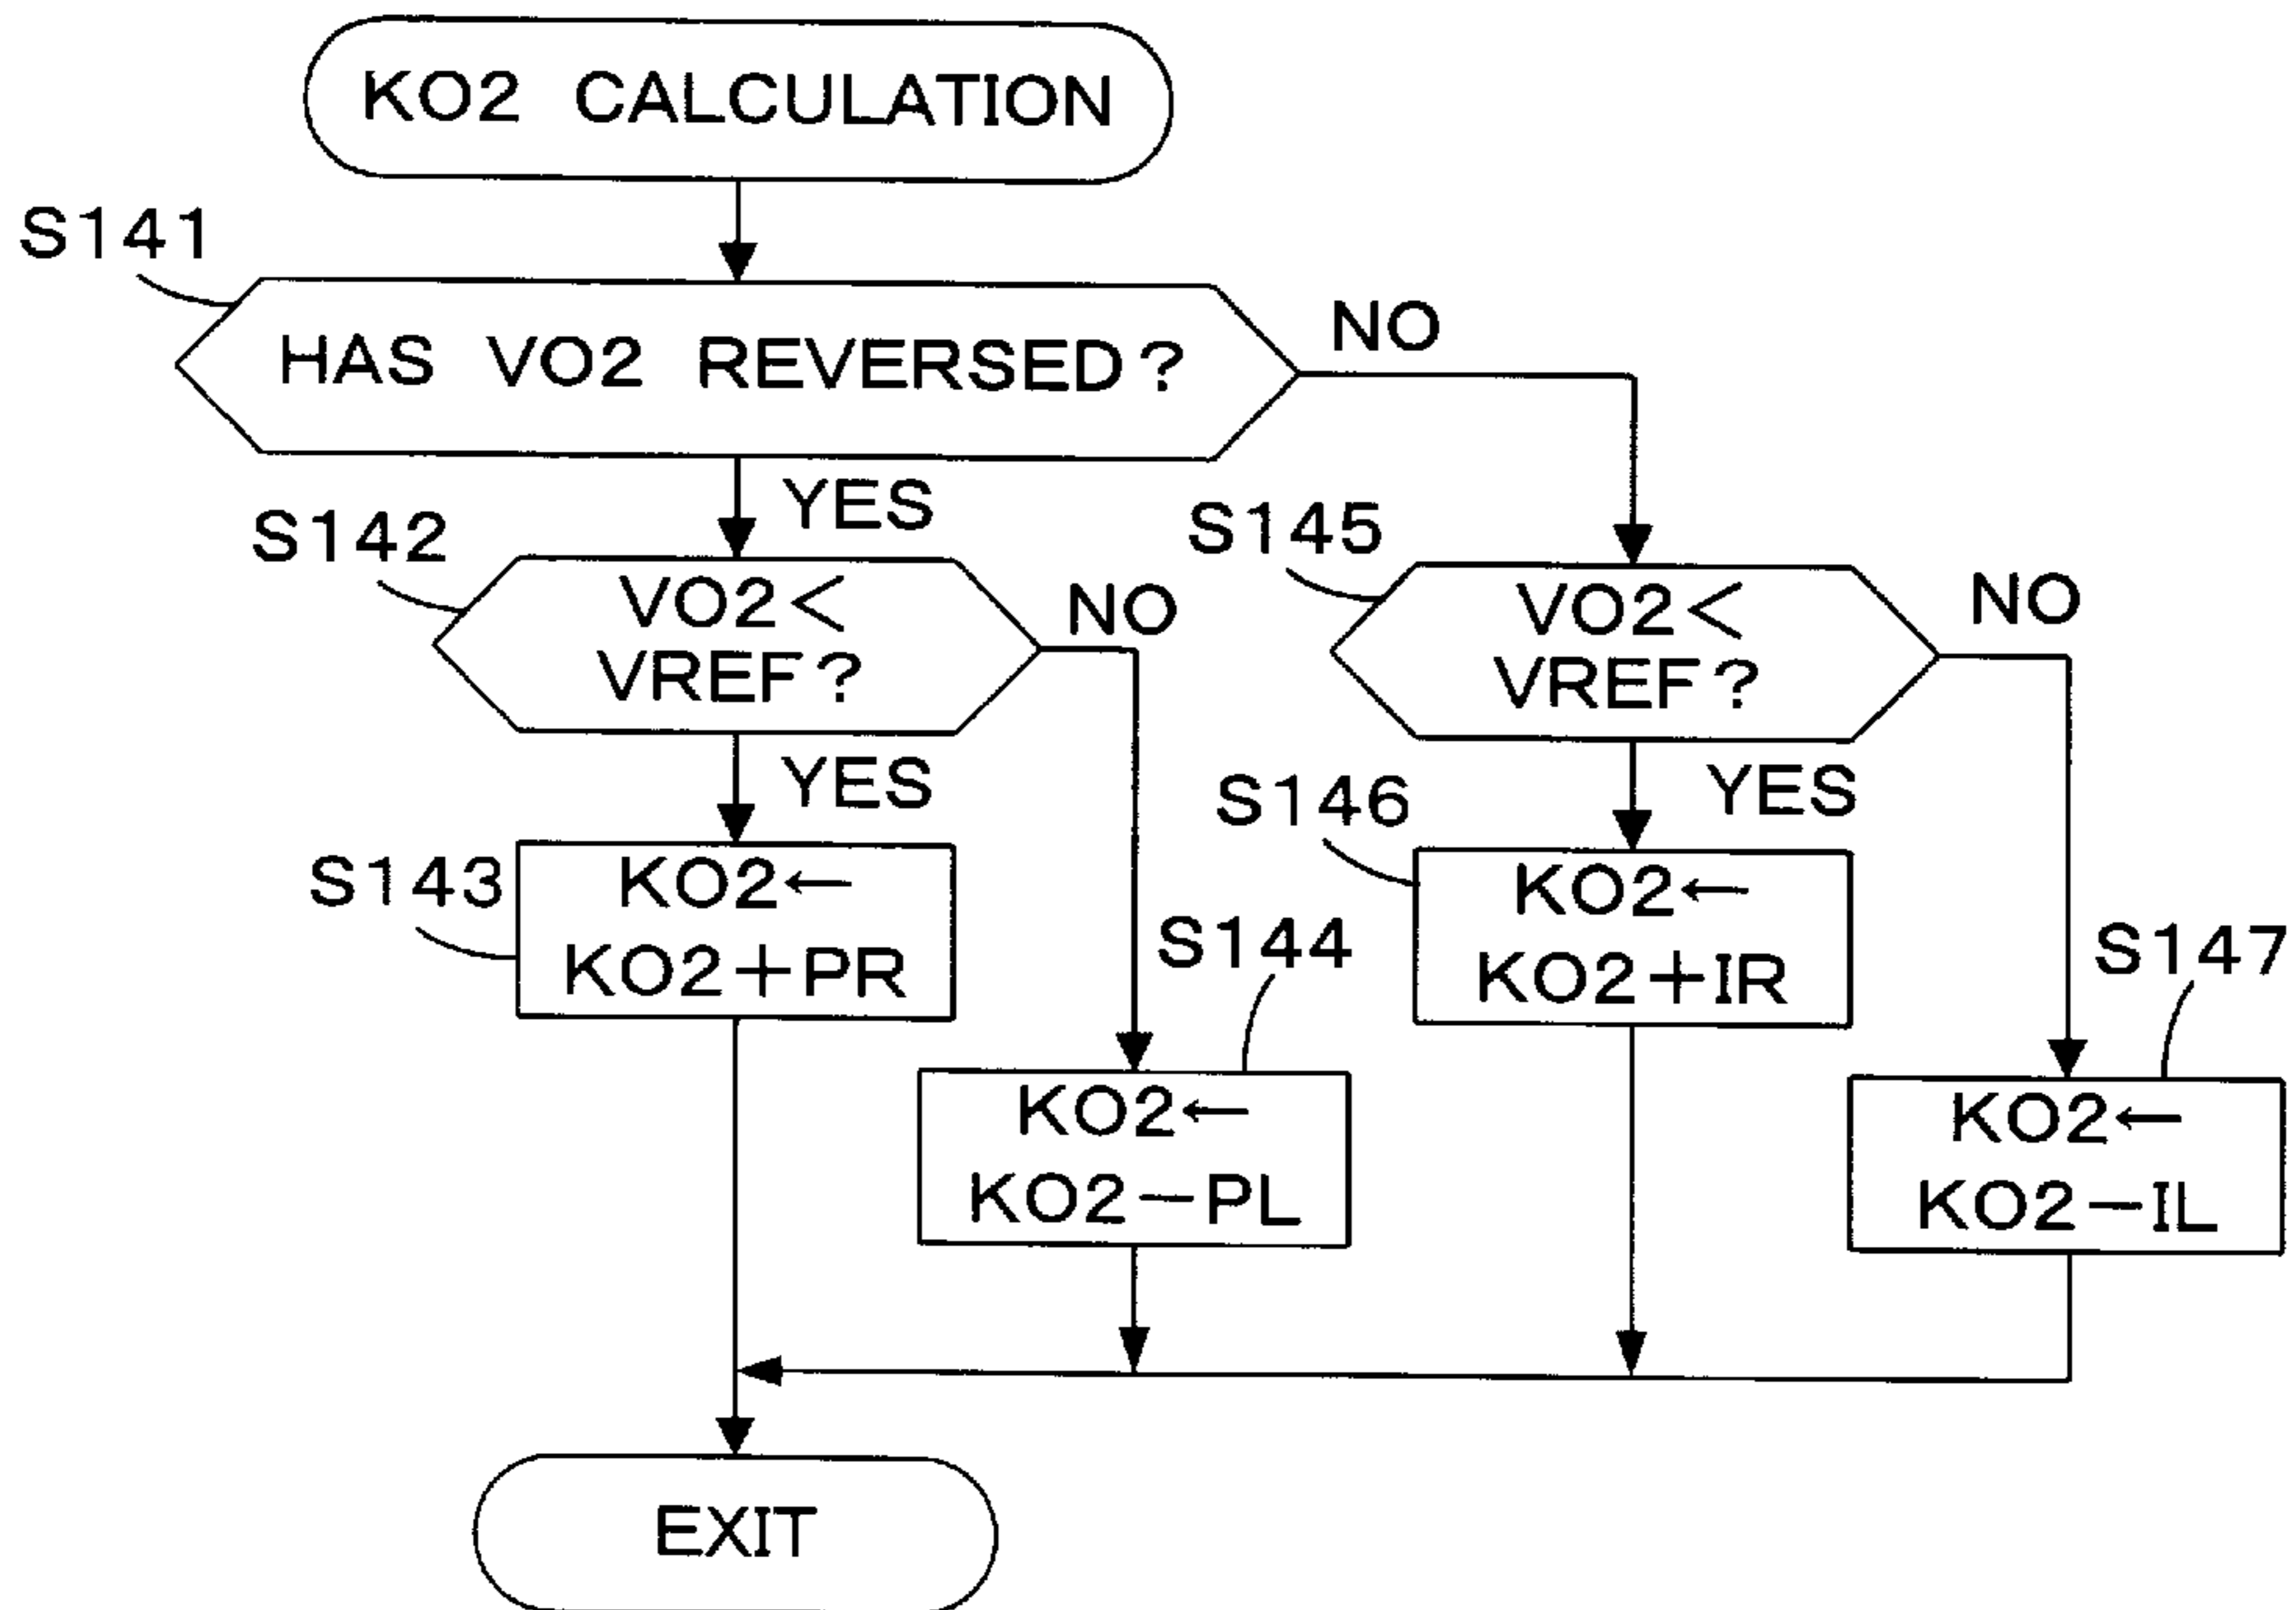 KO2 CALCULATION
S141
HAS VO2 REVERSED?
NO
YES
S142
VO2<
VREF?
NO
YES
S145
VO2<
VREF?
NO
YES
S143
KO2←
KO2+PR
S144
KO2←
KO2−PL
S146
KO2←
KO2+IR
S147
KO2←
KO2−IL
EXIT